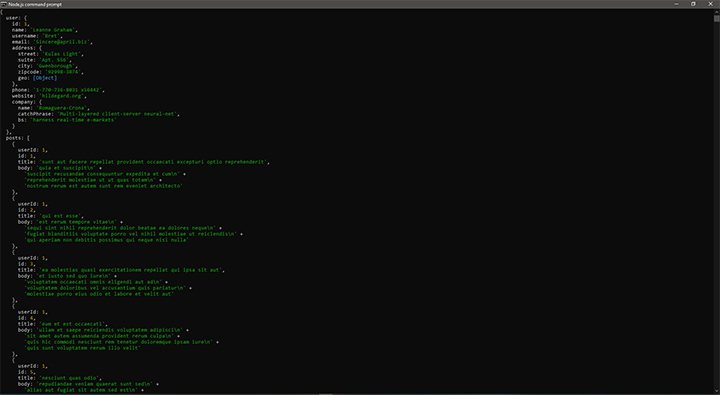 Node.js command prompt
{
user: {
id: 1,
name: 'Leanne Graham',
username: 'Bret',
email: 'Sincere@april.biz',
address: {
street: 'Kulas Light',
suite: 'Apt. 556',
city: 'Gwenborough',
zipcode: '92998-3874',
geo: [Object]
},
phone: '1-770-736-8031 x56442',
website: 'hildegard.org',
company: {
name: 'Romaguera-Crona',
catchPhrase: 'Multi-layered client-server neural-net',
bs: 'harness real-time e-markets'
}
},
posts: [
{
userId: 1,
id: 1,
title: 'sunt aut facere repellat provident occaecati excepturi optio reprehenderit',
body: 'quia et suscipit\n' +
'suscipit recusandae consequuntur expedita et cum\n' +
'reprehenderit molestiae ut ut quas totam\n' +
'nostrum rerum est autem sunt rem eveniet architecto'
},
{
userId: 1,
id: 2,
title: 'qui est esse',
body: 'est rerum tempore vitae\n' +
'sequi sint nihil reprehenderit dolor beatae ea dolores neque\n' +
'fugiat blanditiis voluptate porro vel nihil molestiae ut reiciendis\n' +
'qui aperiam non debitis possimus qui neque nisi nulla'
},
{
userId: 1,
id: 3,
title: 'ea molestias quasi exercitationem repellat qui ipsa sit aut',
body: 'et iusto sed quo iure\n' +
'voluptatem occaecati omnis eligendi aut ad\n' +
'voluptatem doloribus vel accusantium quis pariatur\n' +
'molestiae porro eius odio et labore et velit aut'
},
{
userId: 1,
id: 4,
title: 'eum et est occaecati',
body: 'ullam et saepe reiciendis voluptatem adipisci\n' +
'sit amet autem assumenda provident rerum culpa\n' +
'quis hic commodi nesciunt rem tenetur doloremque ipsam iure\n' +
'quis sunt voluptatem rerum illo velit'
},
{
userId: 1,
id: 5,
title: 'nesciunt quas odio',
body: 'repudiandae veniam quaerat sunt sed\n' +
'alias aut fugiat sit autem sed est\n' +